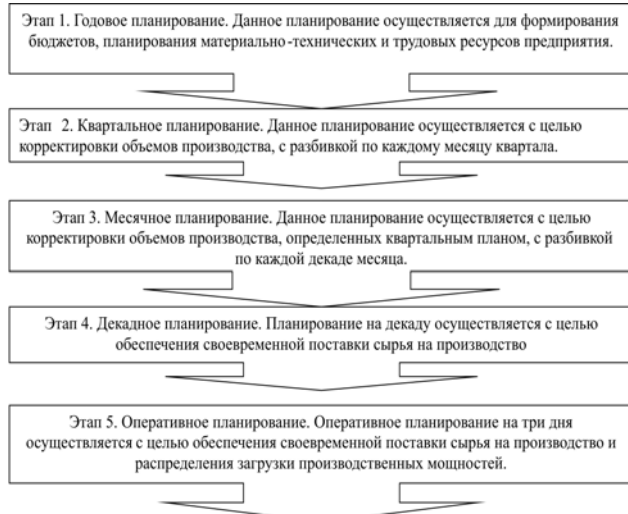 Этап 1. Годовое планирование. Данное планирование осуществляется для формирования
бюджетов, планирования материально-технических и трудовых ресурсов предприятия.
Этап 2. Квартальное планирование. Данное планирование осуществляется с целью
корректировки объемов производства, с разбивкой по каждому месяцу квартала.
Этап 3. Месячное планирование. Данное планирование осуществляется с целью
корректировки объемов производства, определенных квартальным планом, с разбивкой
по каждой декаде месяца.
Этап 4. Декадное планирование. Планирование на декаду осуществляется с целью
обеспечения своевременной поставки сырья на производство
Этап 5. Оперативное планирование. Оперативное планирование на три дня
осуществляется с целью обеспечения своевременной поставки сырья на производство и
распределения загрузки производственных мощностей.